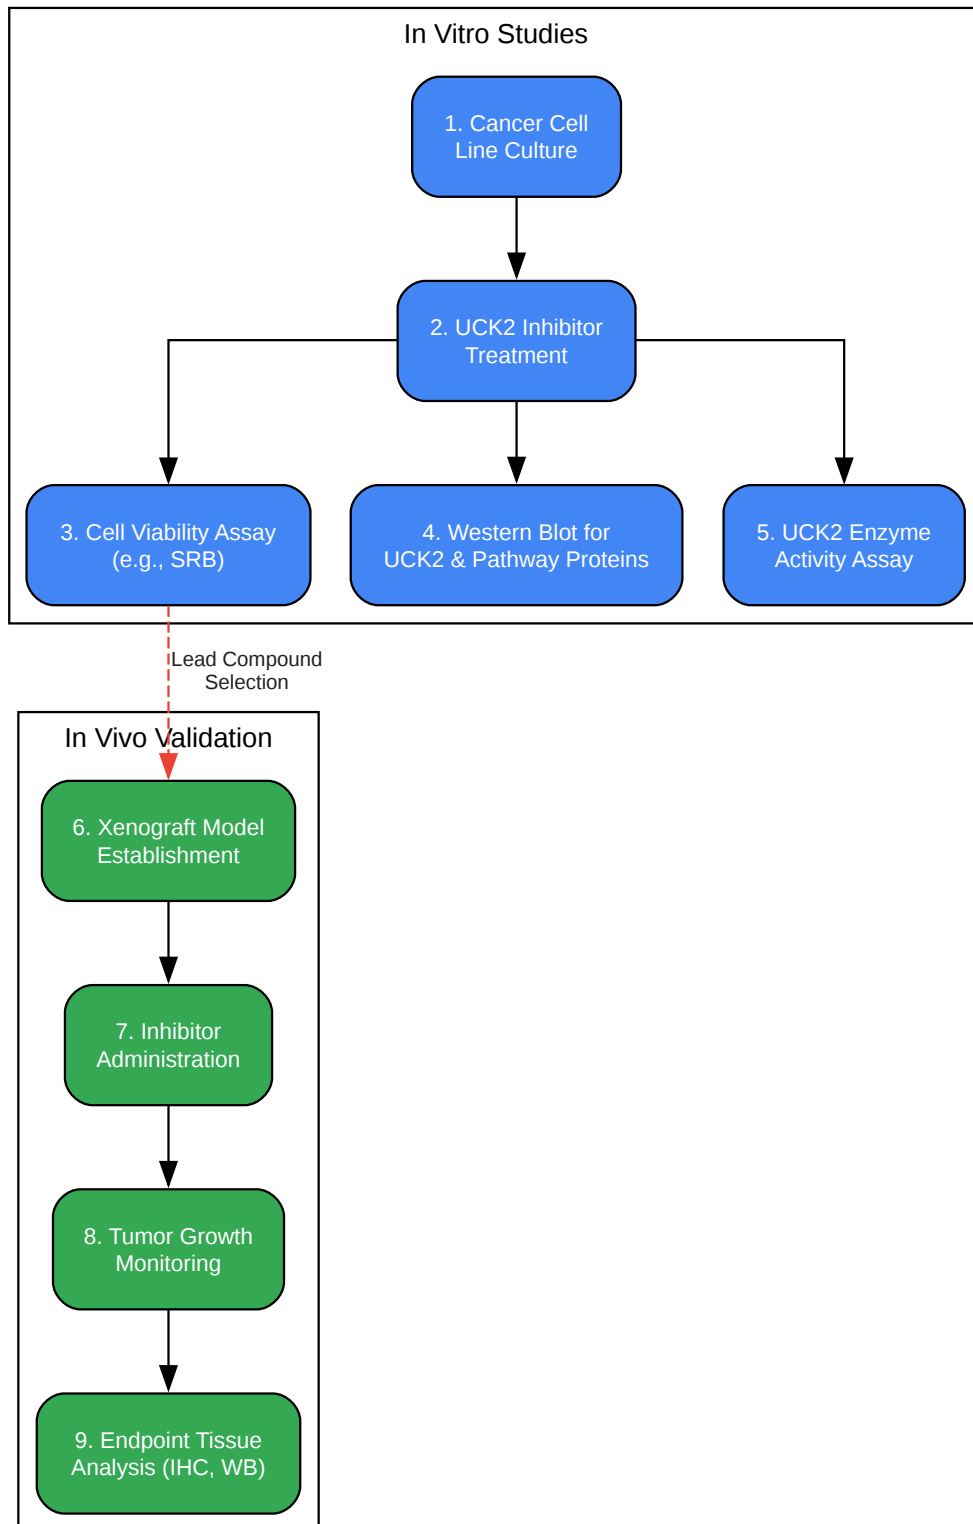 In Vitro Studies
1. Cancer Cell
Line Culture
2. UCK2 Inhibitor
Treatment
3. Cell Viability Assay
(e.g., SRB)
4. Western Blot for
UCK2 & Pathway Proteins
5. UCK2 Enzyme
Activity Assay
Lead Compound
Selection
In Vivo Validation
6. Xenograft Model
Establishment
7. Inhibitor
Administration
8. Tumor Growth
Monitoring
9. Endpoint Tissue
Analysis (IHC, WB)